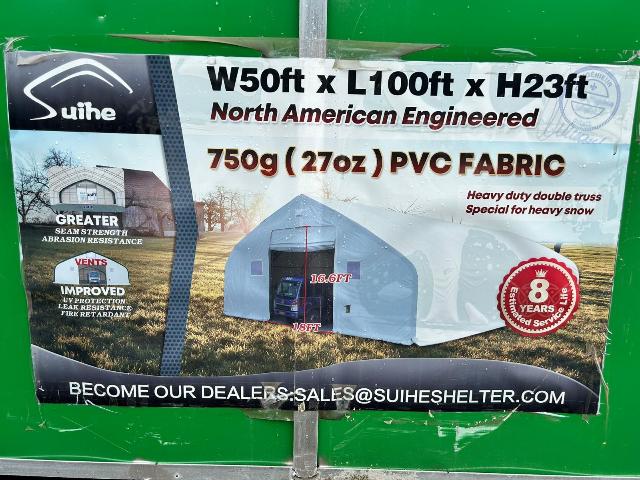 Suihe
W50ft x L100ft x H23ft
North American Engineered
750g ( 27oz ) PVC FABRIC
Heavy duty double truss
Special for heavy snow
GREATER
SEAM STRENGTH
ABRASION RESISTANCE
VENTS
IMPROVED
UV PROTECTION
LEAK RESISTANCE
FIRE RETARDANT
16.6FT
18FT
8
YEARS
Estimated Service Life
BECOME OUR DEALERS:SALES@SUIHESHELTER.COM